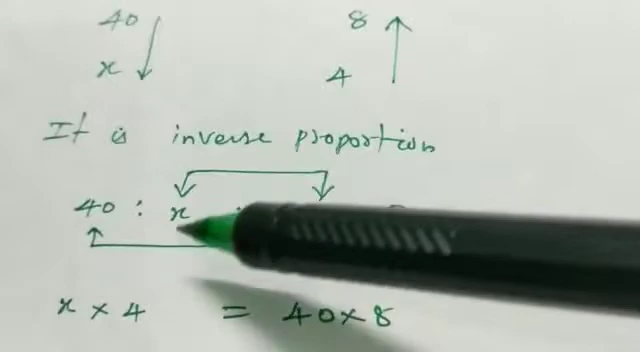 40 8
x 4
It is inverse proportion
40 : x :
x × 4 = 40 × 8